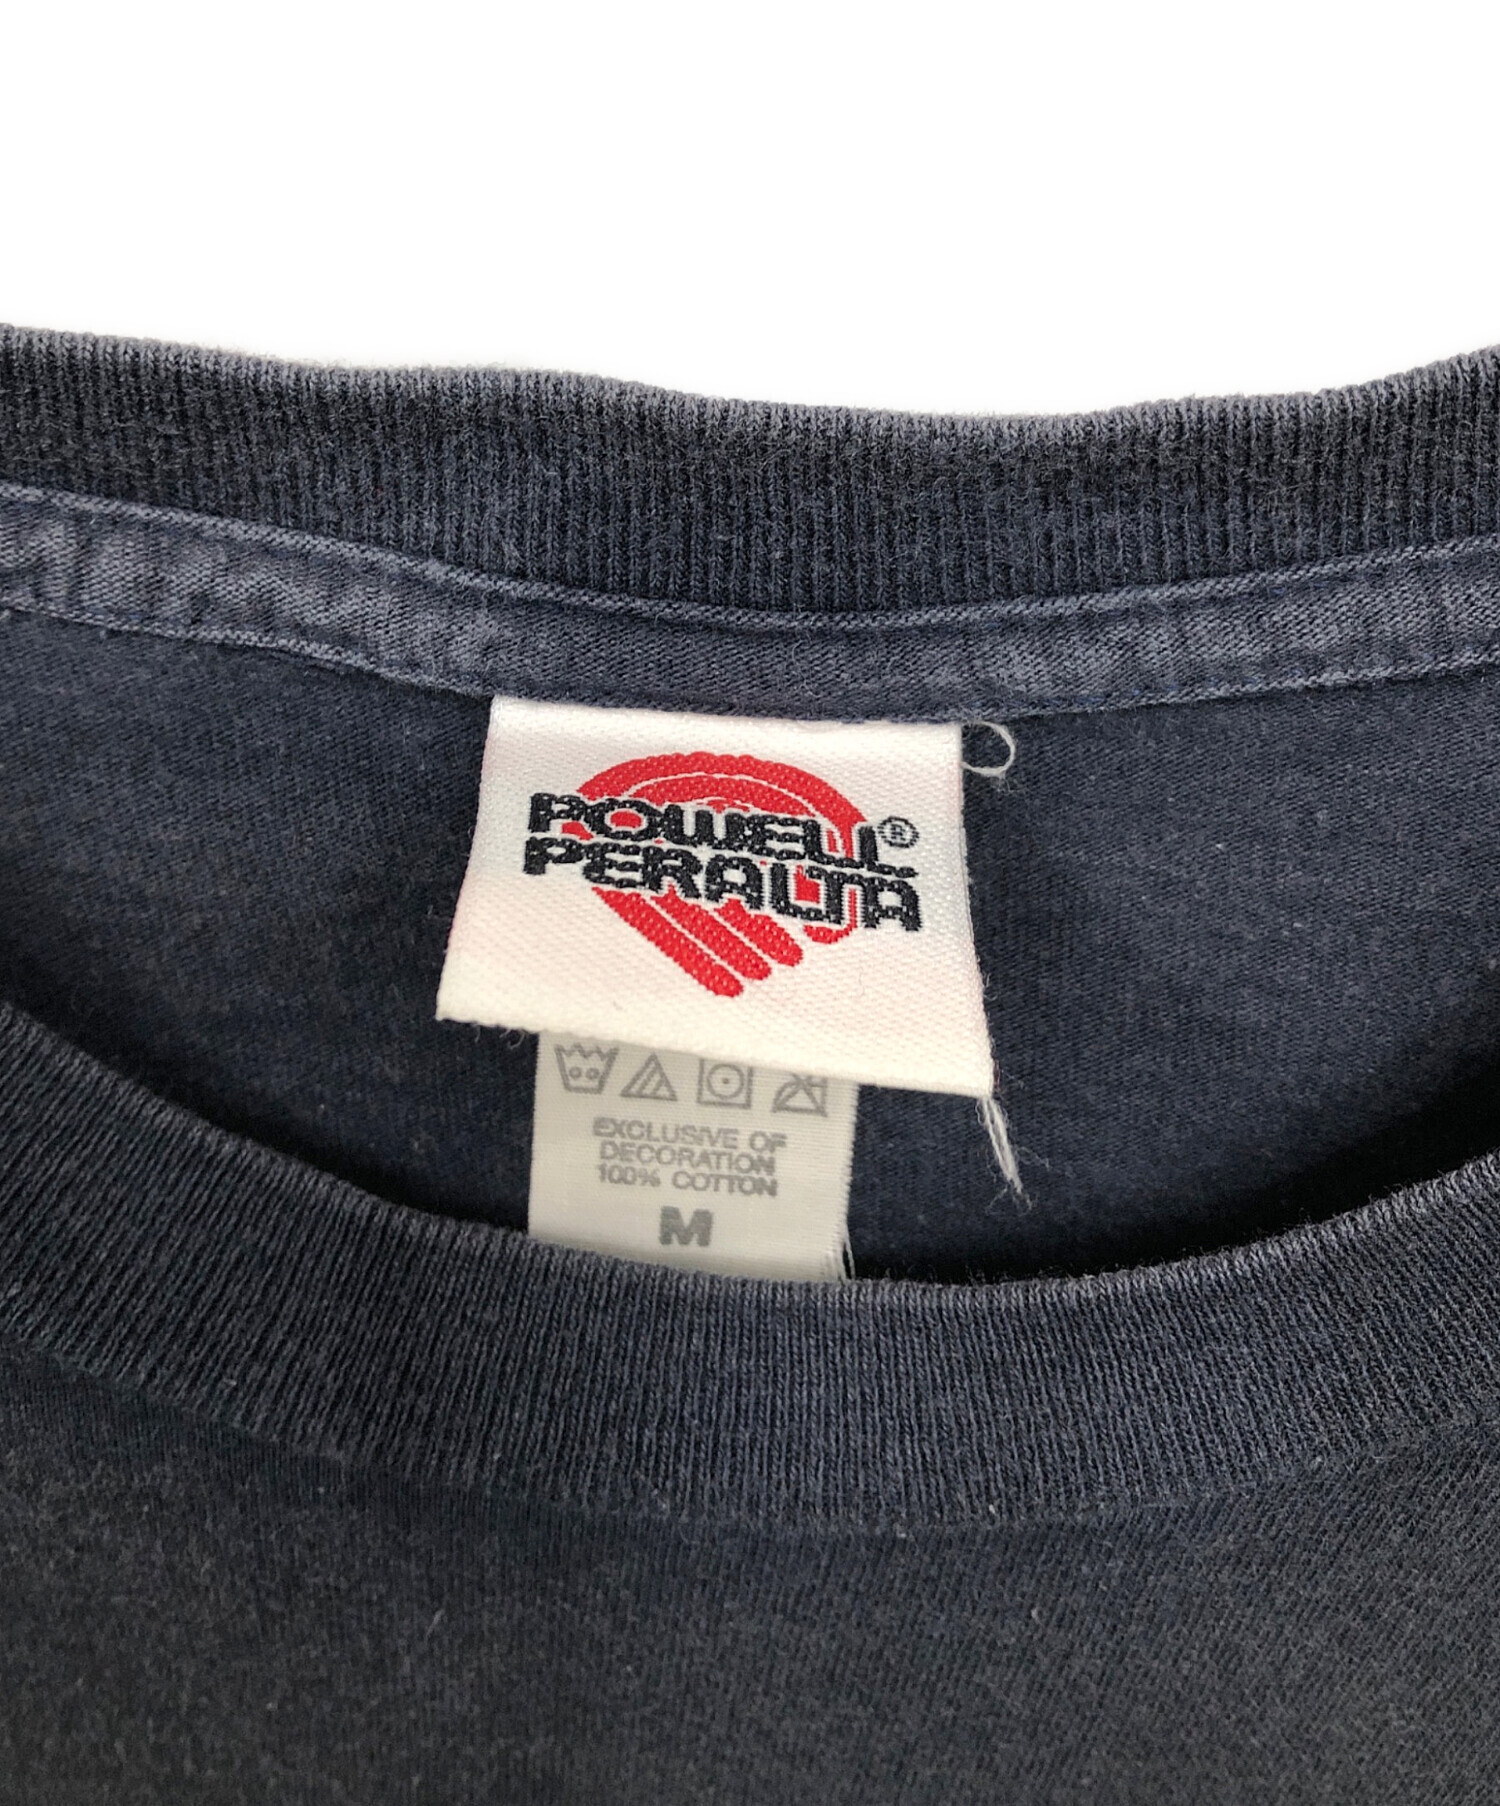 POWELL®
PERALTA
EXCLUSIVE OF
DECORATION
100% COTTON
M